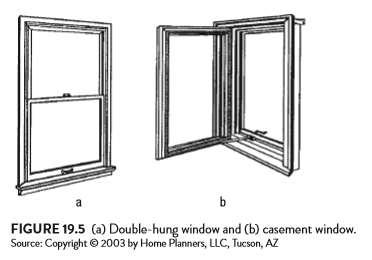 a
b
FIGURE 19.5 (a) Double-hung window and (b) casement window.
Source: Copyright © 2003 by Home Planners, LLC, Tucson, AZ